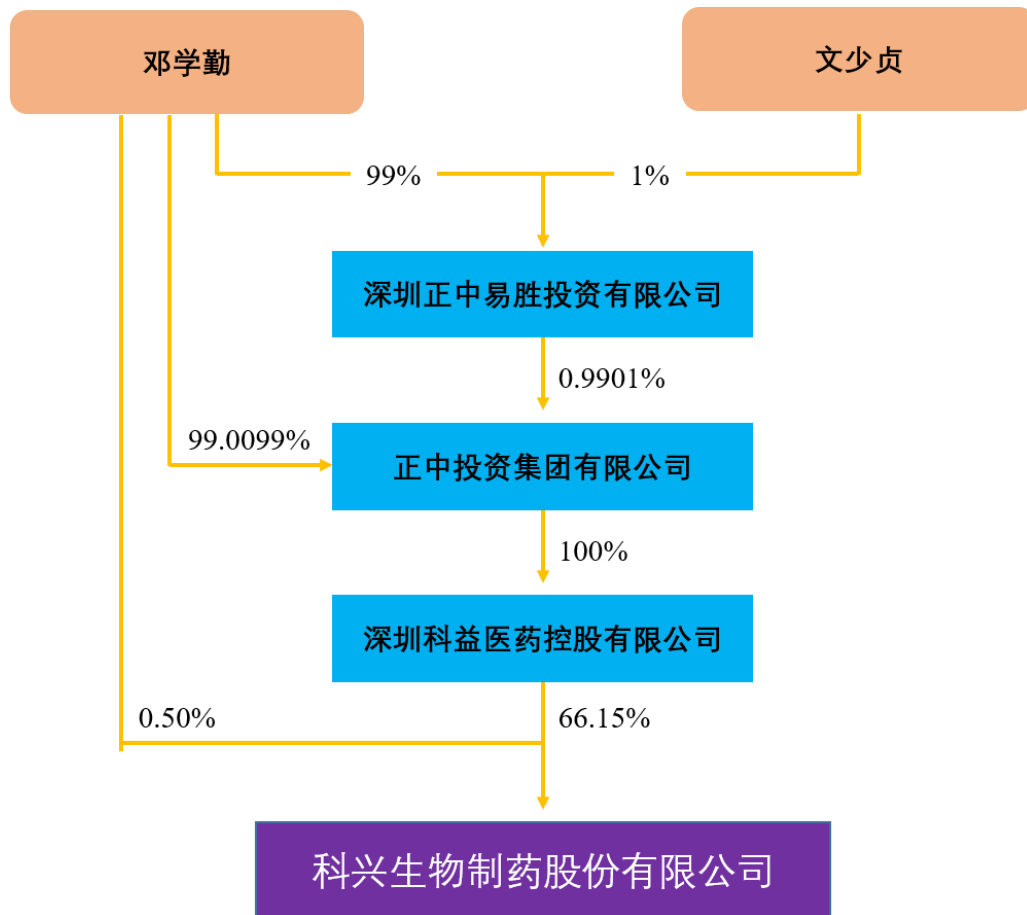 邓学勤
文少贞
99%
1%
深圳正中易胜投资有限公司
0.9901%
99.0099%
正中投资集团有限公司
100%
深圳科益医药控股有限公司
0.50%
66.15%
科兴生物制药股份有限公司